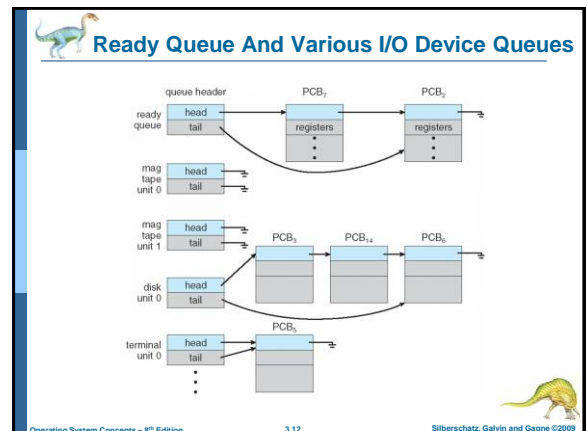 Ready Queue And Various I/O Device Queues
queue header PCB₇ PCB₂
ready queue
head
tail
registers
registers
mag tape unit 0
head
tail
mag tape unit 1
head
tail
PCB₃ PCB₁₄ PCB₆
disk unit 0
head
tail
PCB₅
terminal unit 0
head
tail
Operating System Concepts – 8th Edition 3.12 Silberschatz, Galvin and Gagne ©2009